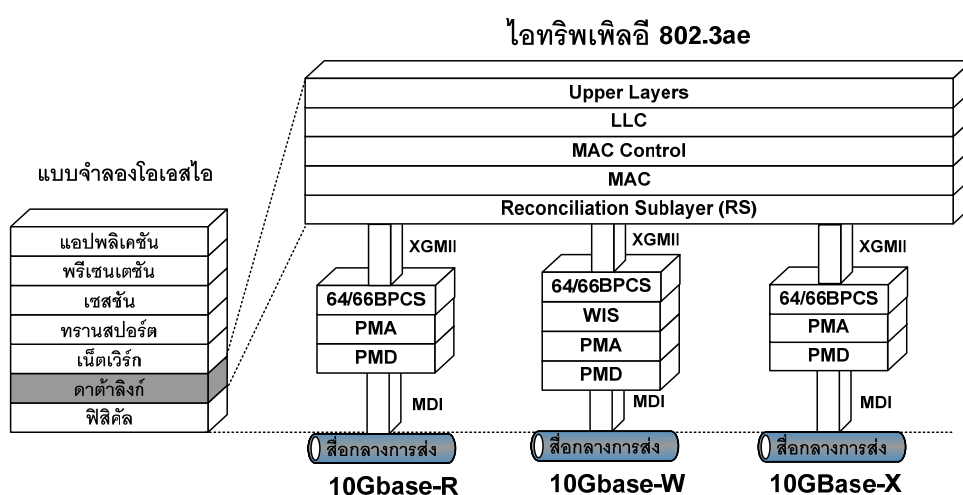 ไอทริพเพิลอี 802.3ae
Upper Layers
LLC
MAC Control
MAC
Reconciliation Sublayer (RS)
แบบจำลองโอเอสไอ
แอปพลิเคชัน
พรีเซนเตชัน
เซสชัน
ทรานสปอร์ต
เน็ตเวิร์ก
ดาต้าลิงก์
ฟิสิคัล
XGMII
64/66BPCS
PMA
PMD
MDI
สื่อกลางการส่ง
10Gbase-R
XGMII
64/66BPCS
WIS
PMA
PMD
MDI
สื่อกลางการส่ง
10Gbase-W
XGMII
64/66BPCS
PMA
PMD
MDI
สื่อกลางการส่ง
10GBase-X